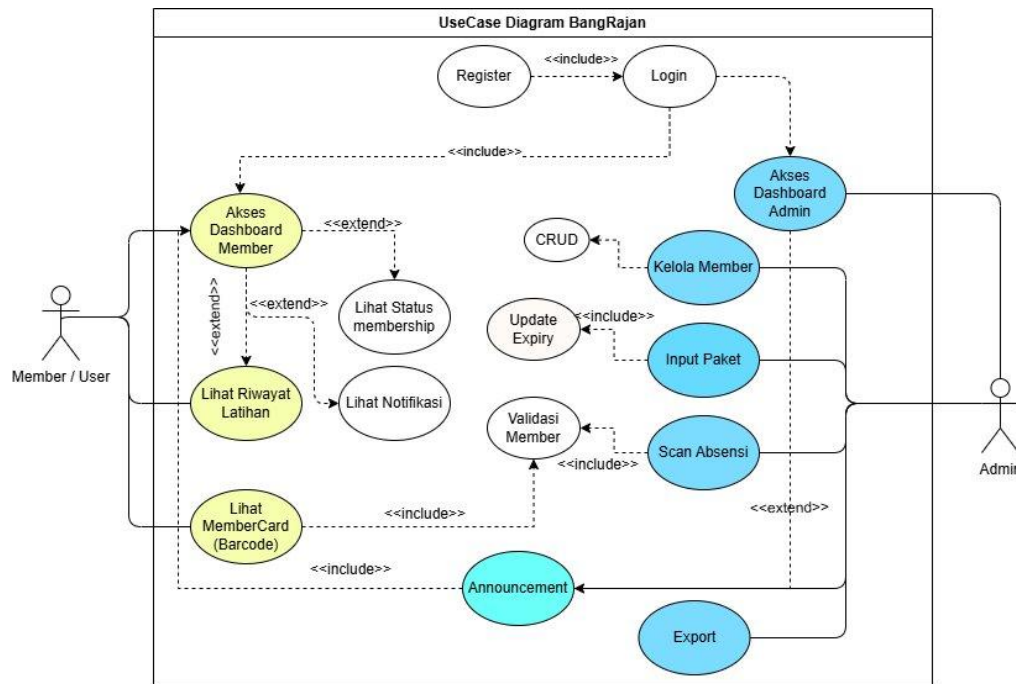 UseCase Diagram BangRajan
Register
<<include>>
Login
<<include>>
Akses
Dashboard
Member
<<extend>>
Akses
Dashboard
Admin
CRUD
Kelola Member
<<extend>>
<<extend>>
Lihat Status
membership
Update
Expiry
<<include>>
Input Paket
Member / User
Lihat Riwayat
Latihan
Lihat Notifikasi
Validasi
Member
<<include>>
Scan Absensi
Admin
Lihat
MemberCard
(Barcode)
<<include>>
<<extend>>
<<include>>
Announcement
Export